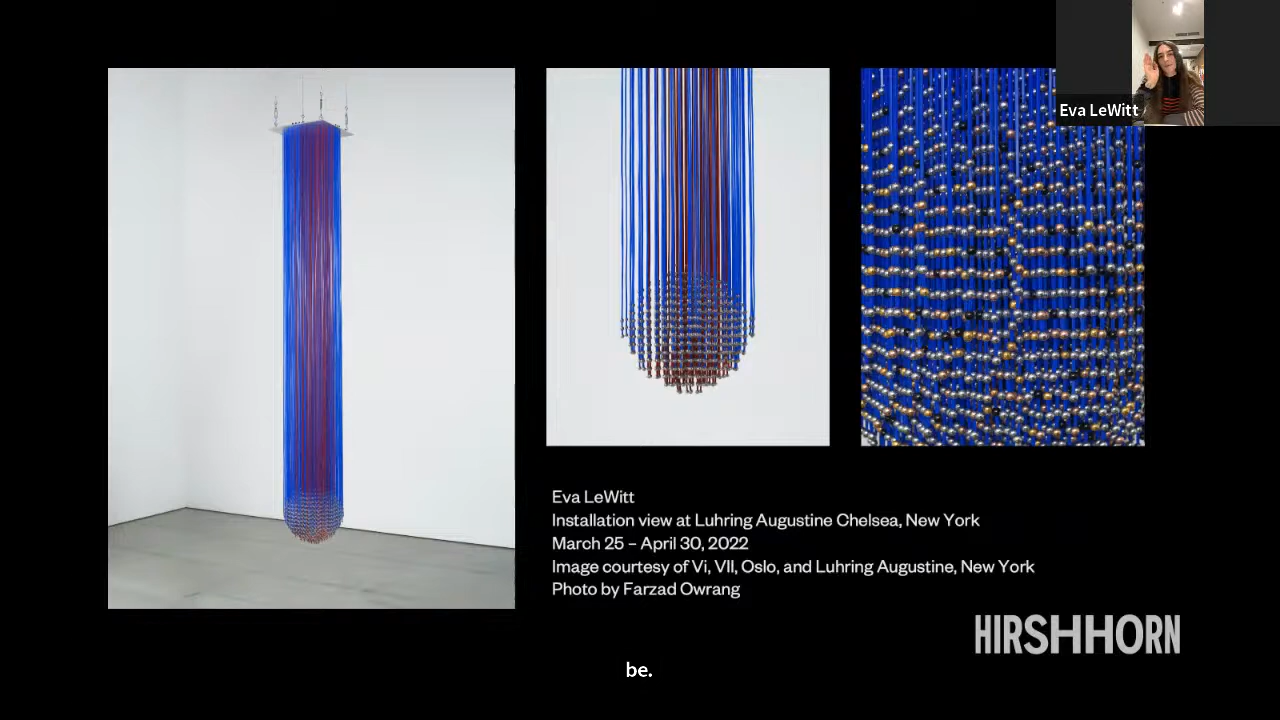 Eva LeWitt
Eva LeWitt
Installation view at Luhring Augustine Chelsea, New York
March 25 – April 30, 2022
Image courtesy of Vi, VII, Oslo, and Luhring Augustine, New York
Photo by Farzad Owrang
HIRSHHORN
be.